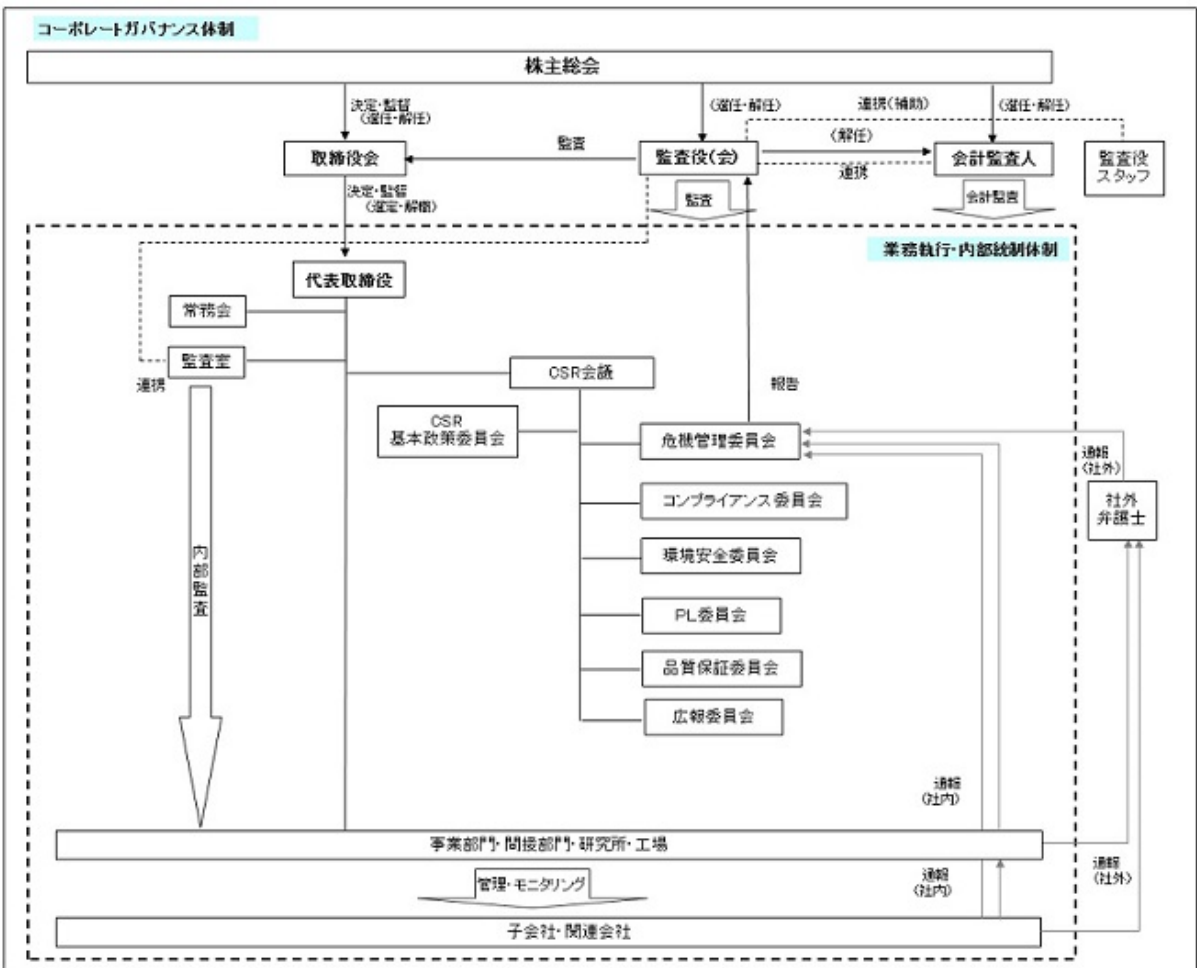 コーポレートガバナンス体制
株主総会
決定・監督
(選任・解任)
(選任・解任)
連携(補助)
(選任・解任)
取締役会
監査
監査役(会)
(解任)
連携
会計監査人
監査役
スタッフ
決定・監督
(選定・解職)
監査
会計監査
業務執行・内部統制体制
代表取締役
常務会
監査室
連携
CSR会議
報告
CSR
基本政策委員会
危機管理委員会
通報
(社外)
コンプライアンス委員会
社外
弁護士
環境安全委員会
内部監査
PL委員会
品質保証委員会
広報委員会
通報
(社内)
事業部門・間接部門・研究所・工場
管理・モニタリング
通報
(社内)
通報
(社外)
子会社・関連会社